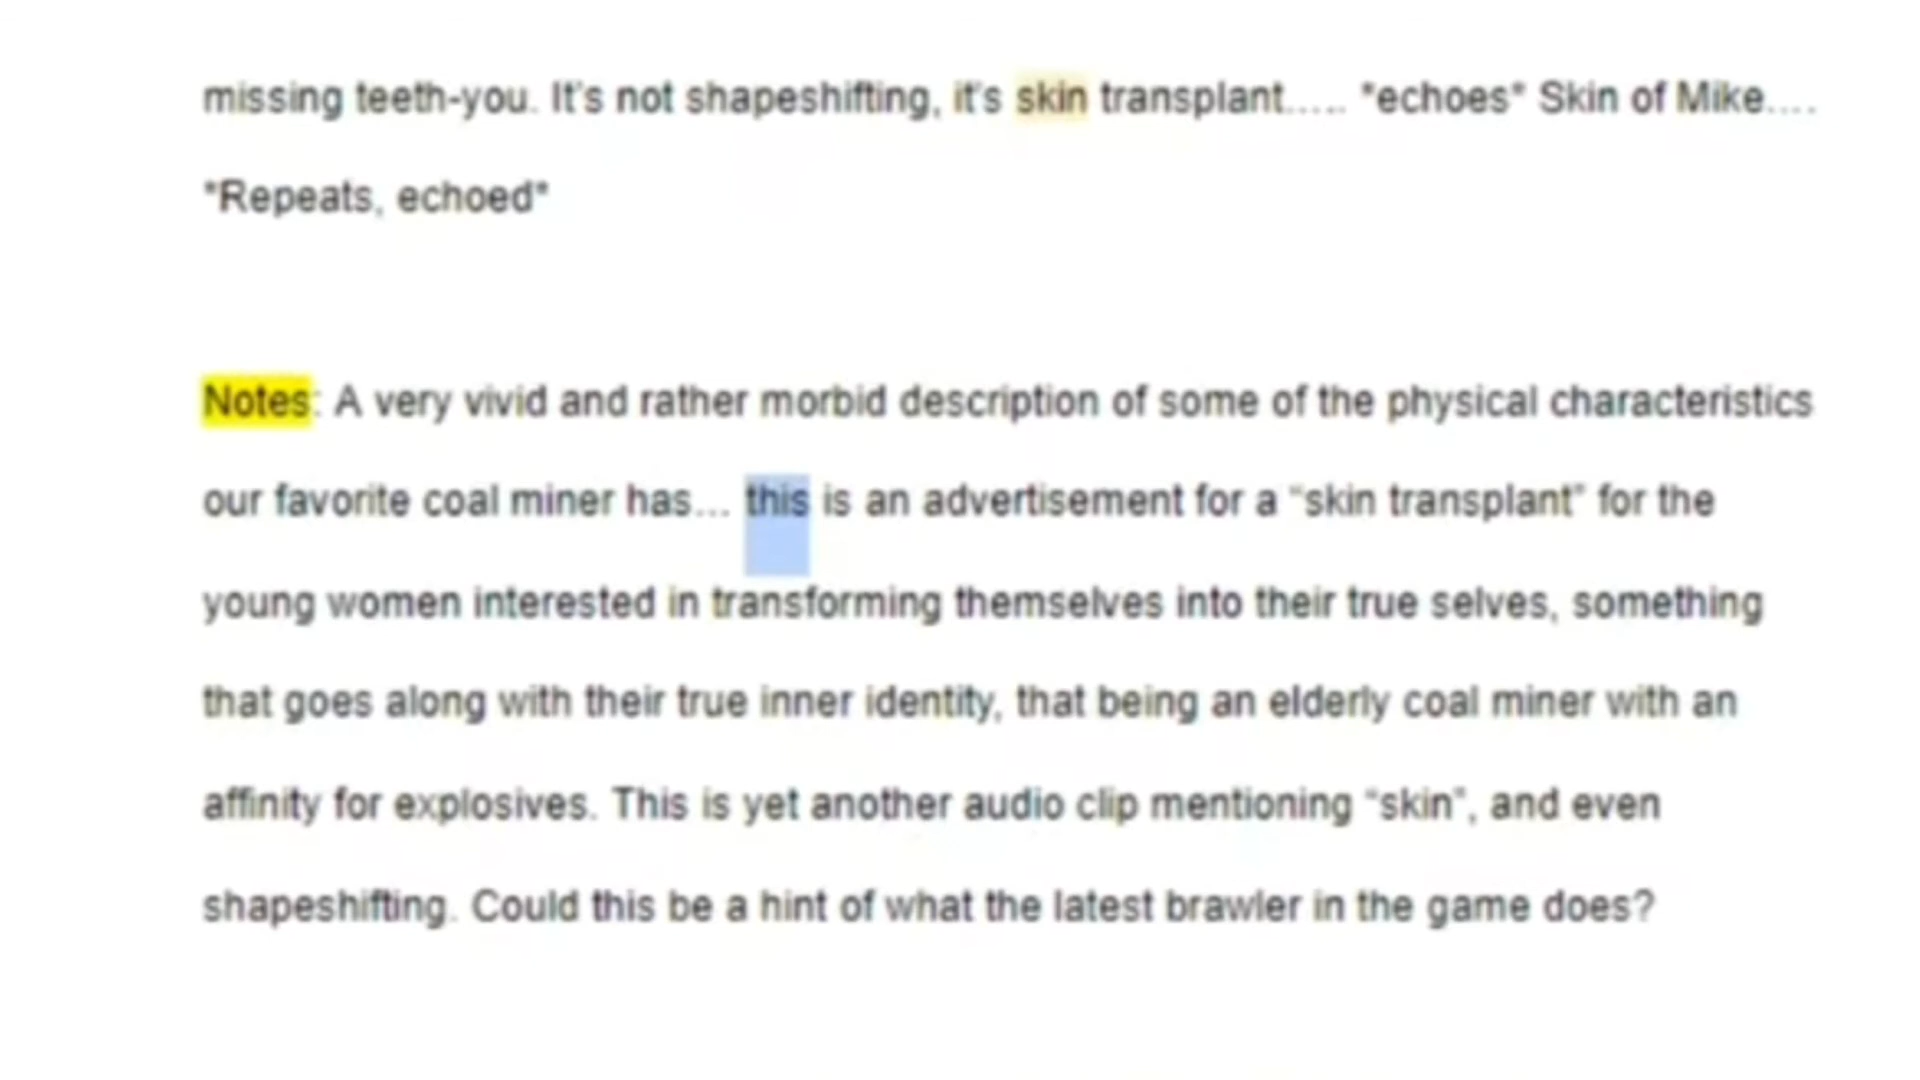 missing teeth-you. It's not shapeshifting, it's skin transplant..... *echoes* Skin of Mike....
*Repeats, echoed*
Notes: A very vivid and rather morbid description of some of the physical characteristics
our favorite coal miner has... this is an advertisement for a “skin transplant” for the
young women interested in transforming themselves into their true selves, something
that goes along with their true inner identity, that being an elderly coal miner with an
affinity for explosives. This is yet another audio clip mentioning “skin”, and even
shapeshifting. Could this be a hint of what the latest brawler in the game does?